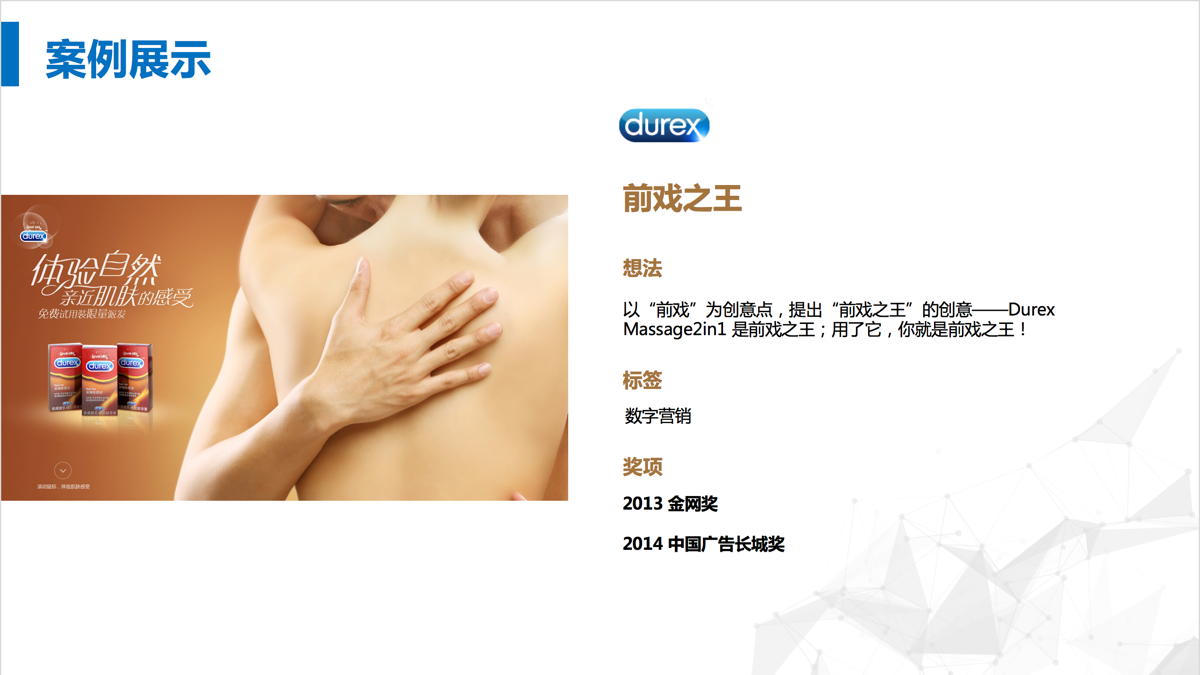 案例展示
durex
前戏之王
想法
以“前戏”为创意点，提出“前戏之王”的创意——Durex
Massage2in1 是前戏之王；用了它，你就是前戏之王！
标签
数字营销
奖项
2013 金网奖
2014 中国广告长城奖
durex
体验自然
亲近肌肤的感受
免费试用装限量派发
durex
durex
durex